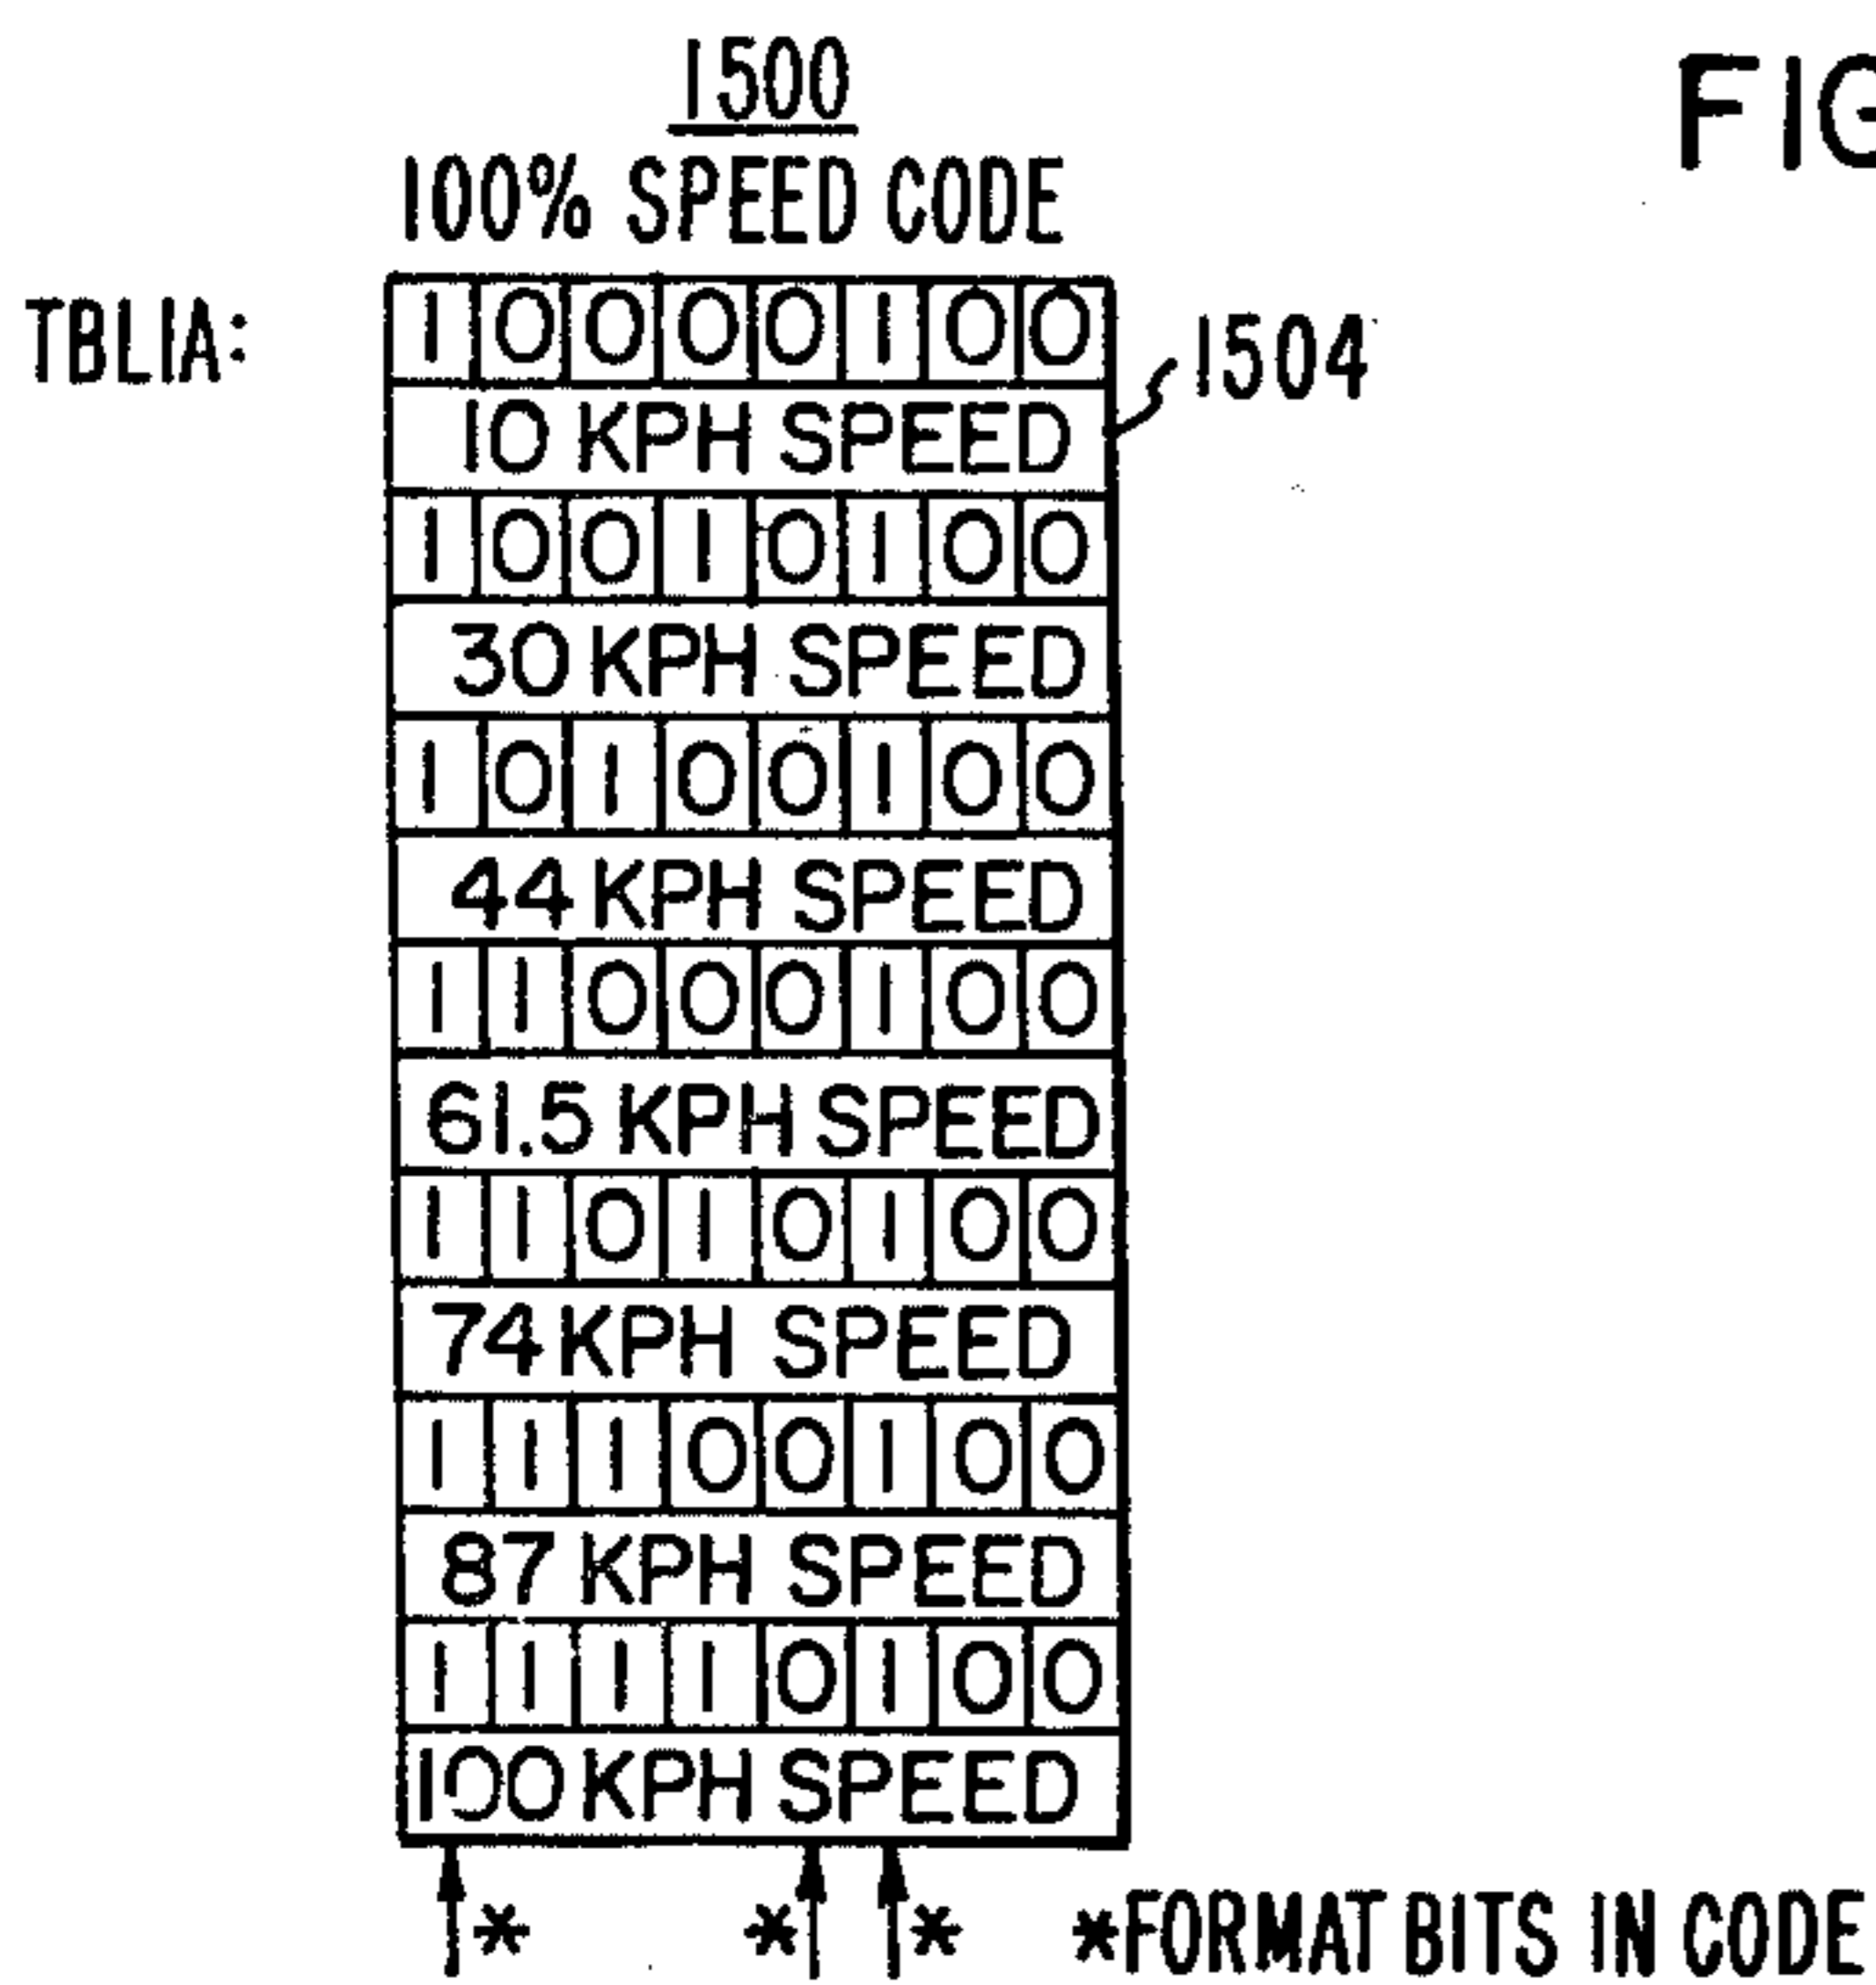 1500
FIG
100% SPEED CODE
TBLIA:
1 0 0 0 0 1 0 0
1504
10 KPH SPEED
1 0 0 1 0 1 0 0
30 KPH SPEED
1 0 1 0 0 1 0 0
44 KPH SPEED
1 1 0 0 0 1 0 0
61.5 KPH SPEED
1 1 0 1 0 1 0 0
74 KPH SPEED
1 1 1 0 0 1 0 0
87 KPH SPEED
1 1 1 1 0 1 0 0
100 KPH SPEED
* * * *FORMAT BITS IN CODE